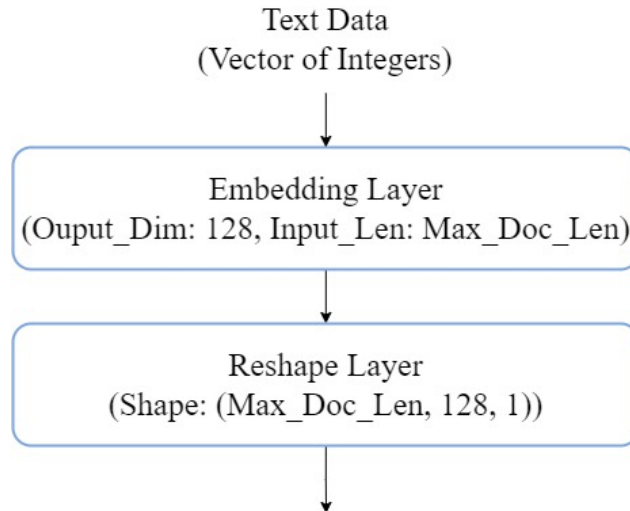 Text Data
(Vector of Integers)
Embedding Layer
(Ouput_Dim: 128, Input_Len: Max_Doc_Len)
Reshape Layer
(Shape: (Max_Doc_Len, 128, 1))